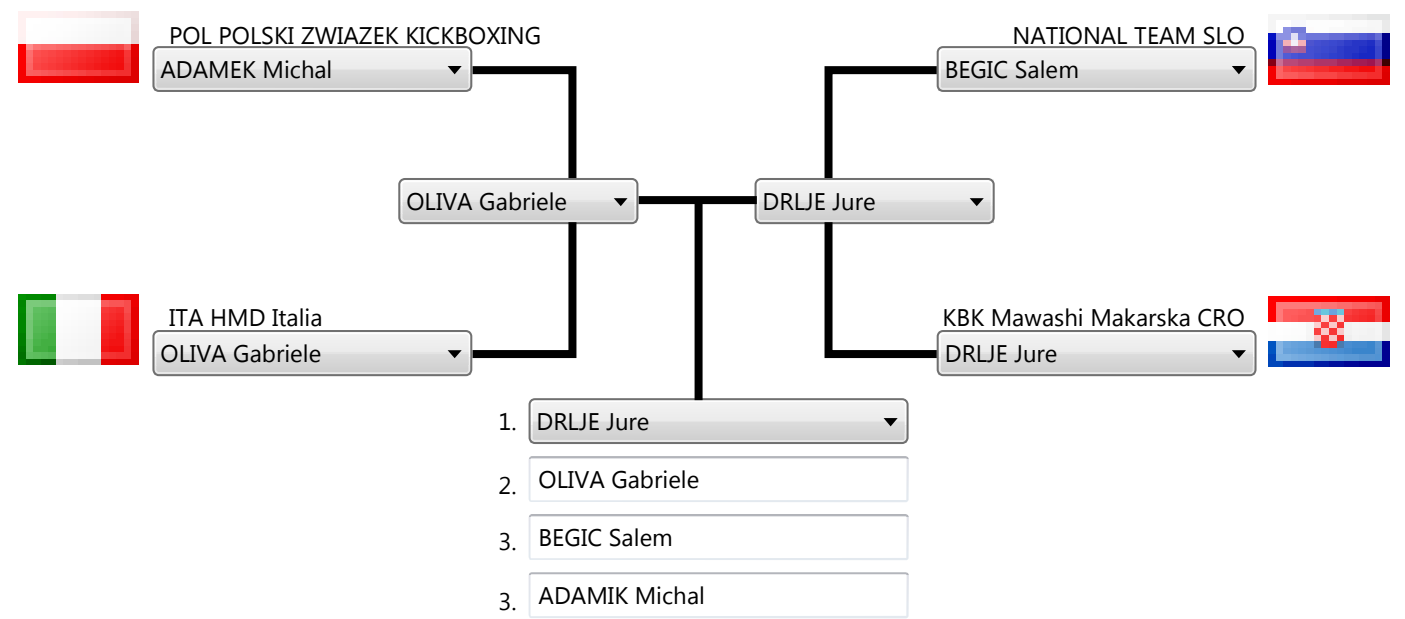 POL POLSKI ZWIAZEK KICKBOXING
ADAMEK Michal
NATIONAL TEAM SLO
BEGIC Salem
OLIVA Gabriele
DRLJE Jure
ITA HMD Italia
OLIVA Gabriele
KBK Mawashi Makarska CRO
DRLJE Jure
1. DRLJE Jure
2. OLIVA Gabriele
3. BEGIC Salem
3. ADAMIK Michal